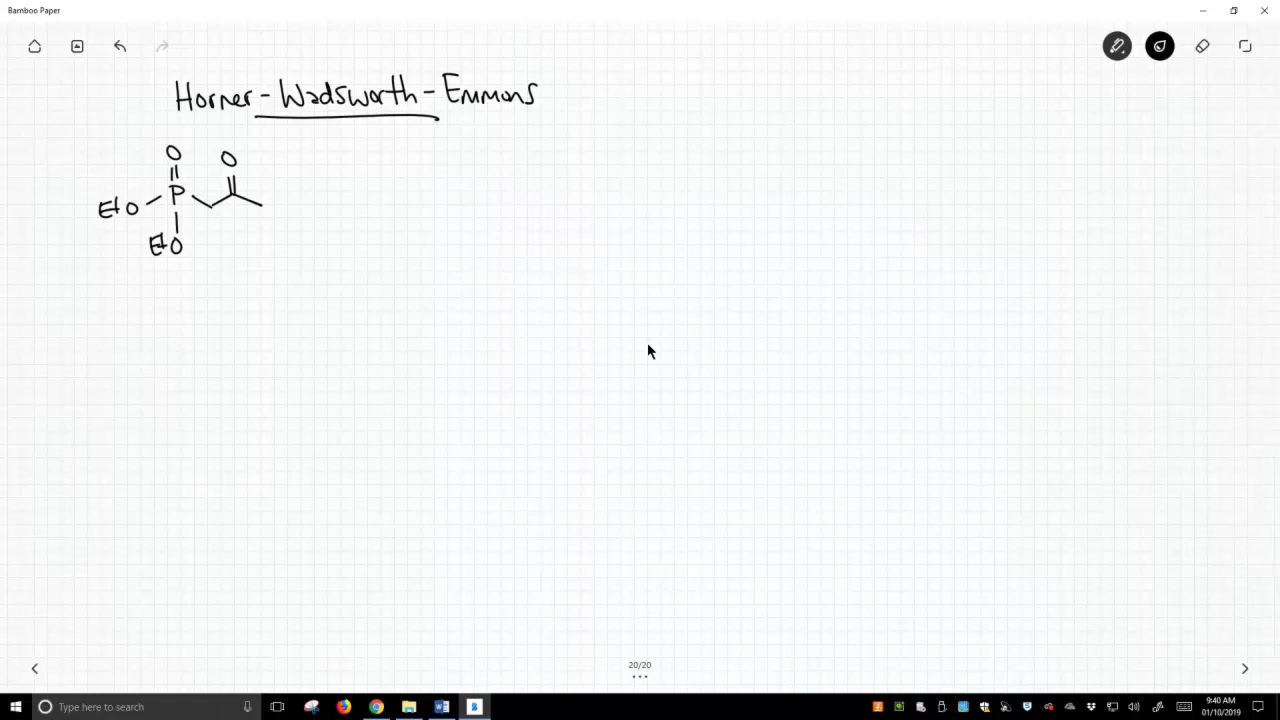 Bamboo Paper
Horner - Wadsworth - Emmons
O O
P
EtO
EtO
20/20
Type here to search
9:40 AM
01/10/2019